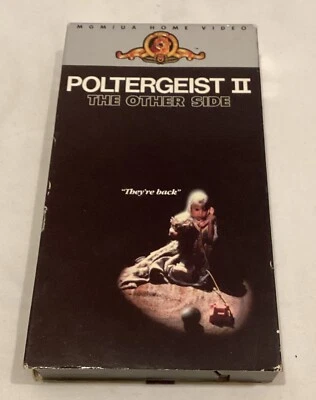 MGM/UA HOME VIDEO
POLTERGEIST II
THE OTHER SIDE
"They're back"